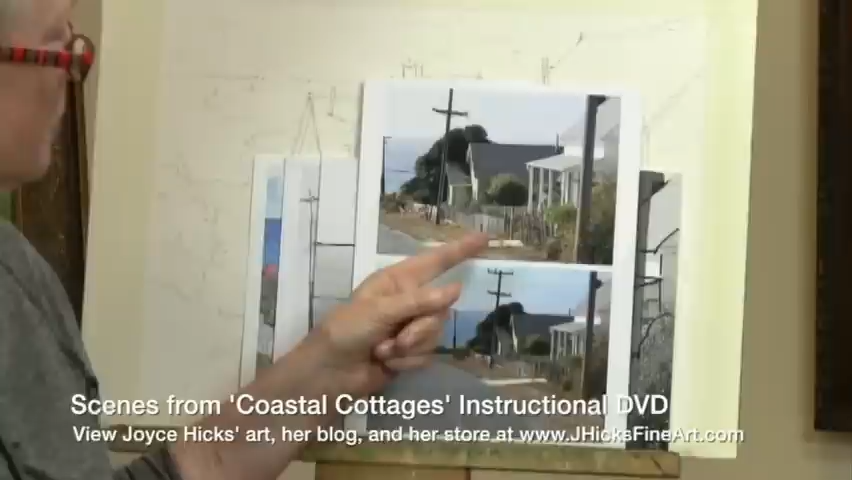 Scenes from 'Coastal Cottages' Instructional DVD
View Joyce Hicks' art, her blog, and her store at www.JHicksFineArt.com